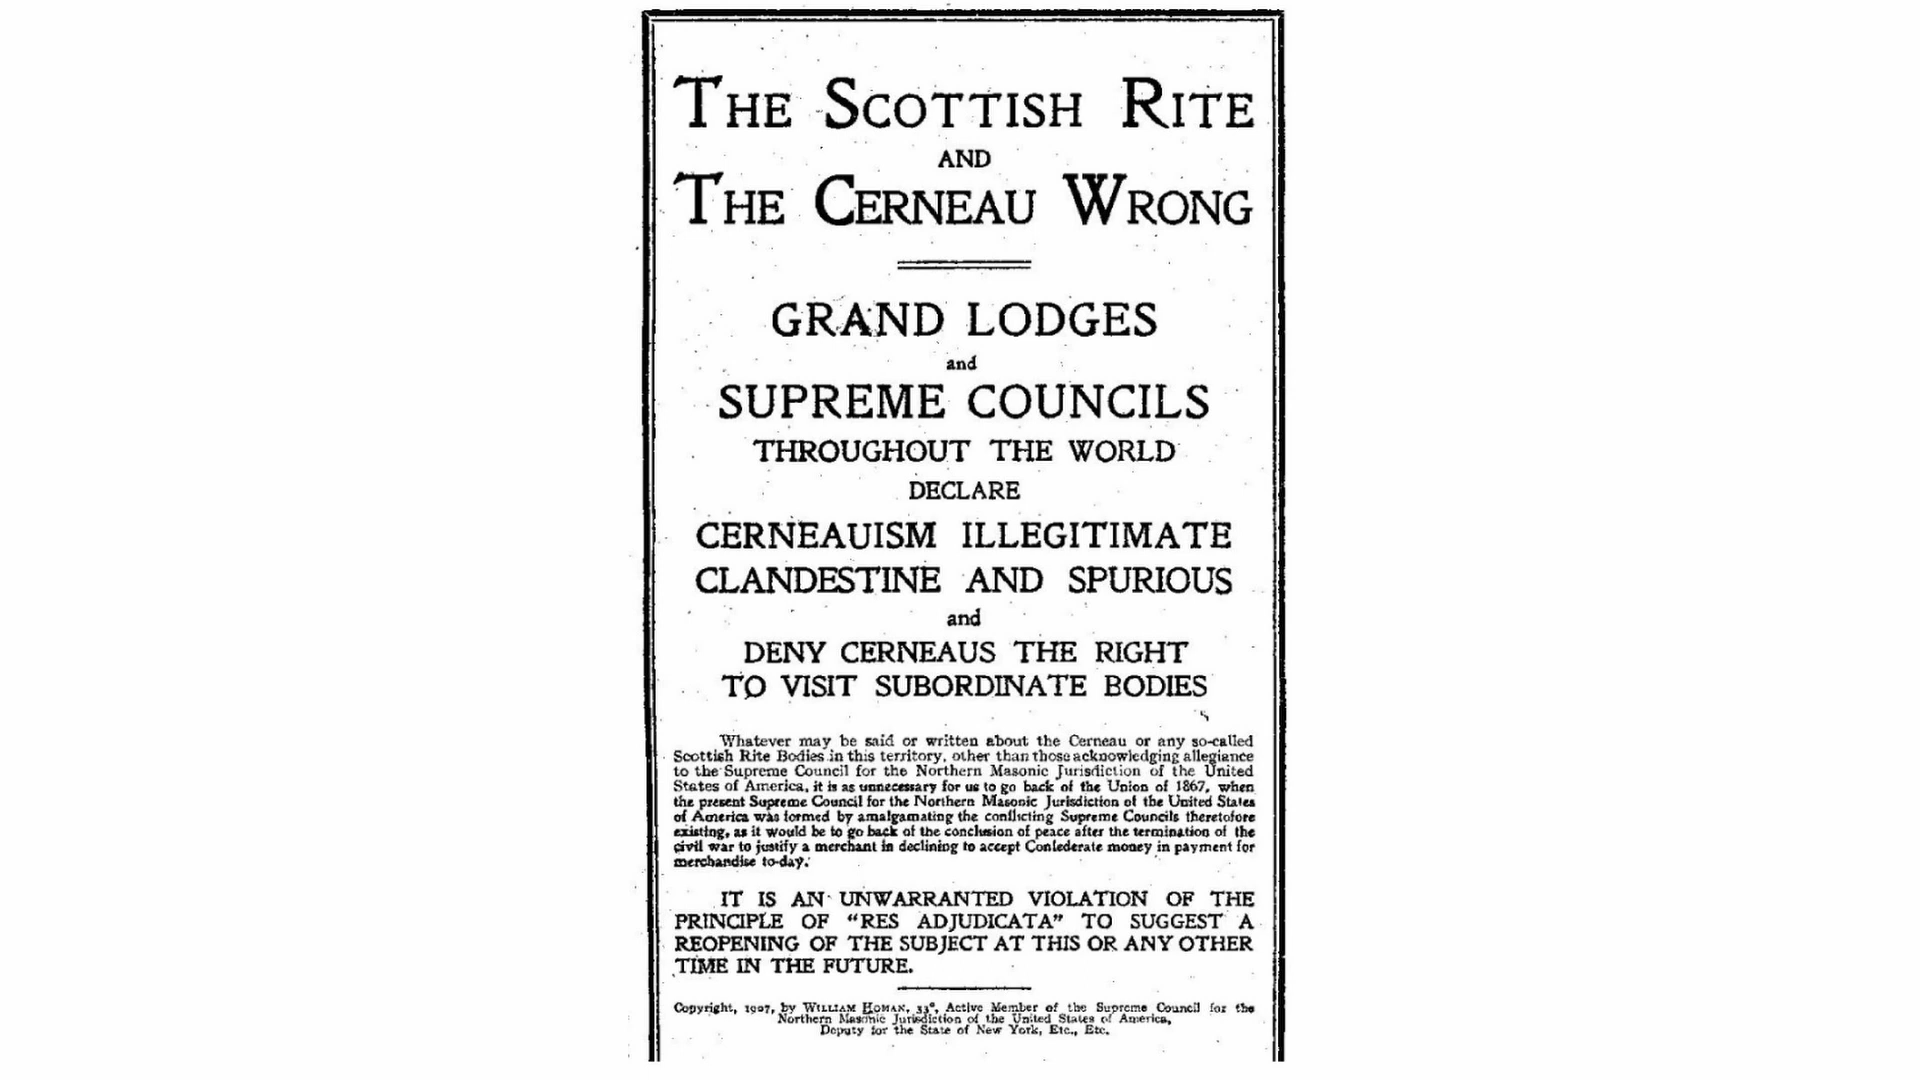 THE SCOTTISH RITE
AND
THE CERNEAU WRONG
GRAND LODGES
and
SUPREME COUNCILS
THROUGHOUT THE WORLD
DECLARE
CERNEAUISM ILLEGITIMATE
CLANDESTINE AND SPURIOUS
and
DENY CERNEAUS THE RIGHT
TO VISIT SUBORDINATE BODIES
Whatever may be said or written about the Cerneau or any so-called
Scottish Rite Bodies in this territory, other than those acknowledging allegiance
to the Supreme Council for the Northern Masonic Jurisdiction of the United
States of America, it is as unnecessary for us to go back of the Union of 1867, when
the present Supreme Council for the Northern Masonic Jurisdiction of the United States
of America was formed by amalgamating the conflicting Supreme Councils theretofore
existing, as it would be to go back of the conclusion of peace after the termination of the
civil war to justify a merchant in declining to accept Confederate money in payment for
merchandise to-day.
IT IS AN UNWARRANTED VIOLATION OF THE
PRINCIPLE OF “RES ADJUDICATA” TO SUGGEST A
REOPENING OF THE SUBJECT AT THIS OR ANY OTHER
TIME IN THE FUTURE.
Copyright, 1907, by WILLIAM HOMAN, 33°, Active Member of the Supreme Council for the
Northern Masonic Jurisdiction of the United States of America,
Deputy for the State of New York, Etc., Etc.